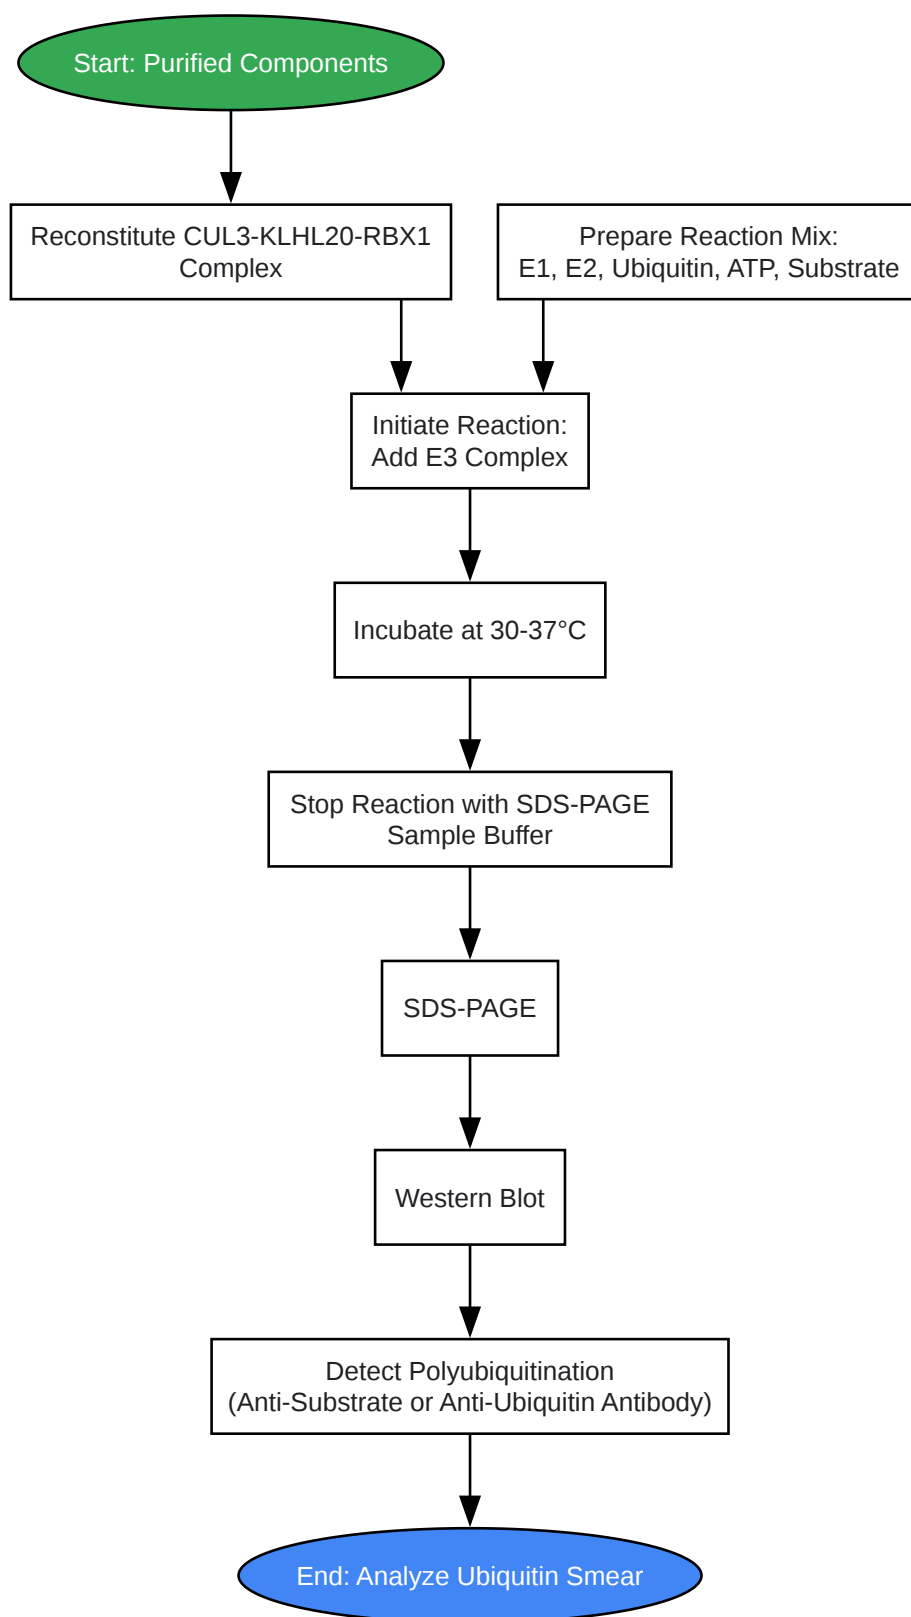 Start: Purified Components
Reconstitute CUL3-KLHL20-RBX1
Complex
Prepare Reaction Mix:
E1, E2, Ubiquitin, ATP, Substrate
Initiate Reaction:
Add E3 Complex
Incubate at 30-37°C
Stop Reaction with SDS-PAGE
Sample Buffer
SDS-PAGE
Western Blot
Detect Polyubiquitination
(Anti-Substrate or Anti-Ubiquitin Antibody)
End: Analyze Ubiquitin Smear